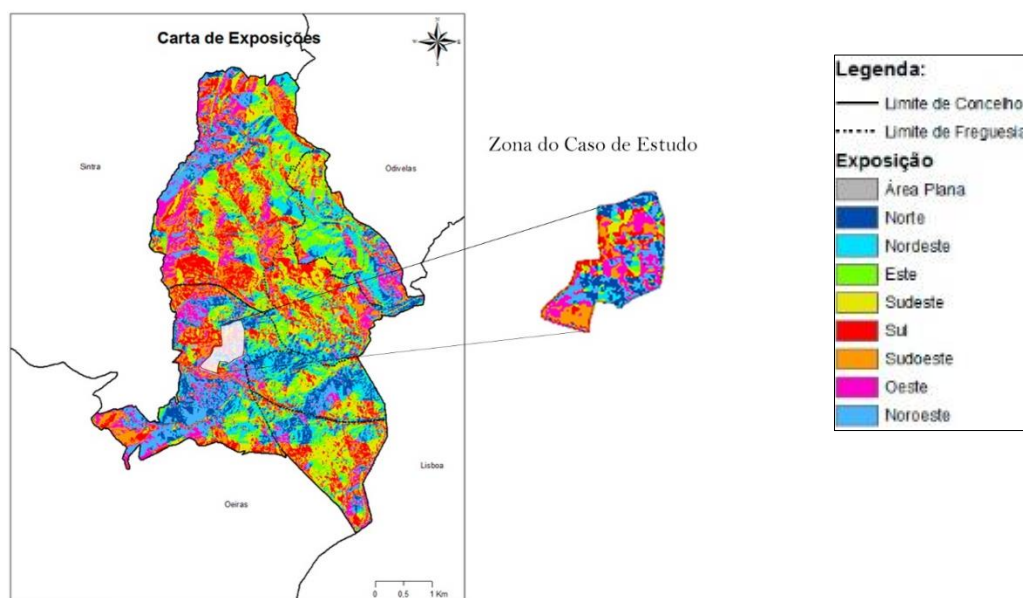 Carta de Exposições
Sintra
Odivelas
Lisboa
Oeiras
0 0.5 1 Km
Zona do Caso de Estudo
Legenda:
Limite de Concelho
Limite de Freguesia
Exposição
Área Plana
Norte
Nordeste
Este
Sudeste
Sul
Sudoeste
Oeste
Noroeste